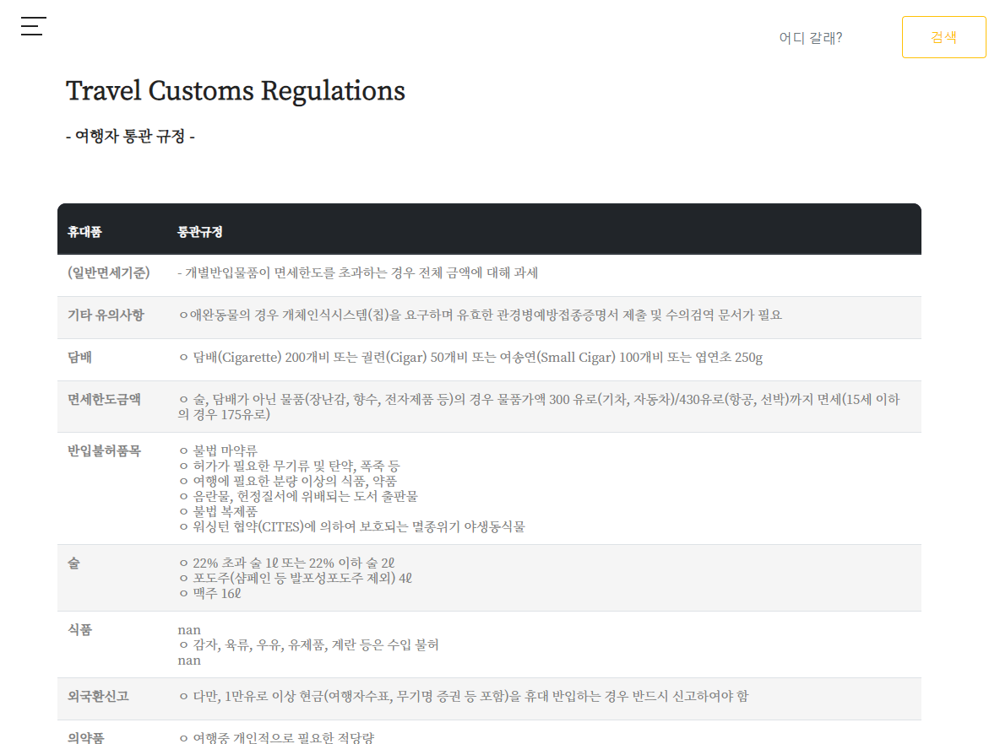 어디 갈래?
검색
Travel Customs Regulations
- 여행자 통관 규정 -
휴대품 통관규정
(일반면세기준) - 개별반입물품이 면세한도를 초과하는 경우 전체 금액에 대해 과세
기타 유의사항 ㅇ애완동물의 경우 개체인식시스템(칩)을 요구하며 유효한 관경병예방접종증명서 제출 및 수의검역 문서가 필요
담배 ㅇ 담배(Cigarette) 200개비 또는 궐련(Cigar) 50개비 또는 여송연(Small Cigar) 100개비 또는 엽연초 250g
면세한도금액 ㅇ 술, 담배가 아닌 물품(장난감, 향수, 전자제품 등)의 경우 물품가액 300 유로(기차, 자동차)/430유로(항공, 선박)까지 면세(15세 이하
의 경우 175유로)
반입불허품목 ㅇ 불법 마약류
ㅇ 허가가 필요한 무기류 및 탄약, 폭죽 등
ㅇ 여행에 필요한 분량 이상의 식품, 약품
ㅇ 음란물, 헌정질서에 위배되는 도서 출판물
ㅇ 불법 복제품
ㅇ 워싱턴 협약(CITES)에 의하여 보호되는 멸종위기 야생동식물
술 ㅇ 22% 초과 술 1ℓ 또는 22% 이하 술 2ℓ
ㅇ 포도주(샴페인 등 발포성포도주 제외) 4ℓ
ㅇ 맥주 16ℓ
식품 nan
ㅇ 감자, 육류, 우유, 유제품, 계란 등은 수입 불허
nan
외국환신고 ㅇ 다만, 1만유로 이상 현금(여행자수표, 무기명 증권 등 포함)을 휴대 반입하는 경우 반드시 신고하여야 함
의약품 ㅇ 여행중 개인적으로 필요한 적당량